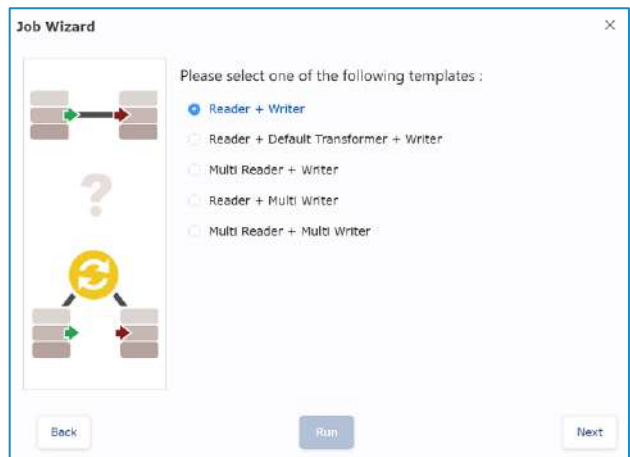 Job Wizard
Please select one of the following templates :
Reader + Writer
Reader + Default Transformer + Writer
Multi Reader + Writer
Reader + Multi Writer
Multi Reader + Multi Writer
?
Back
Run
Next